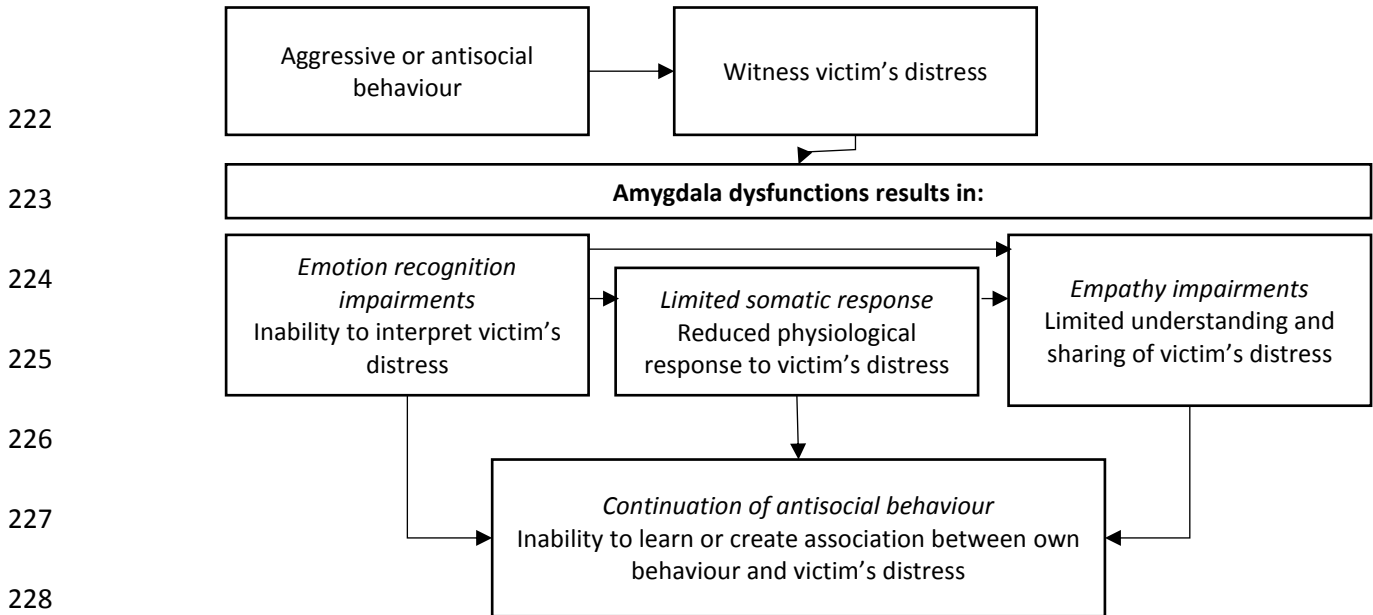 Aggressive or antisocial
behaviour
Witness victim’s distress
222
Amygdala dysfunctions results in:
223
Emotion recognition
impairments
Inability to interpret victim’s
distress
Limited somatic response
Reduced physiological
response to victim’s distress
Empathy impairments
Limited understanding and
sharing of victim’s distress
224
225
226
Continuation of antisocial behaviour
Inability to learn or create association between own
behaviour and victim’s distress
227
228